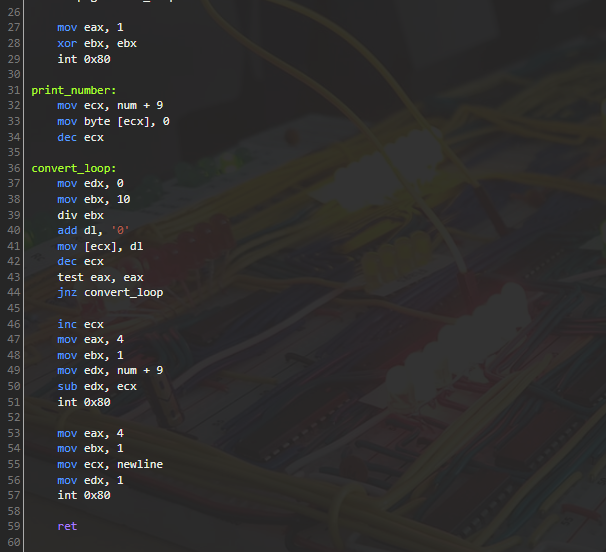 26
27 mov eax, 1
28 xor ebx, ebx
29 int 0x80
30
31 print_number:
32 mov ecx, num + 9
33 mov byte [ecx], 0
34 dec ecx
35
36 convert_loop:
37 mov edx, 0
38 mov ebx, 10
39 div ebx
40 add dl, '0'
41 mov [ecx], dl
42 dec ecx
43 test eax, eax
44 jnz convert_loop
45
46 inc ecx
47 mov eax, 4
48 mov ebx, 1
49 mov edx, num + 9
50 sub edx, ecx
51 int 0x80
52
53 mov eax, 4
54 mov ebx, 1
55 mov ecx, newline
56 mov edx, 1
57 int 0x80
58
59 ret
60